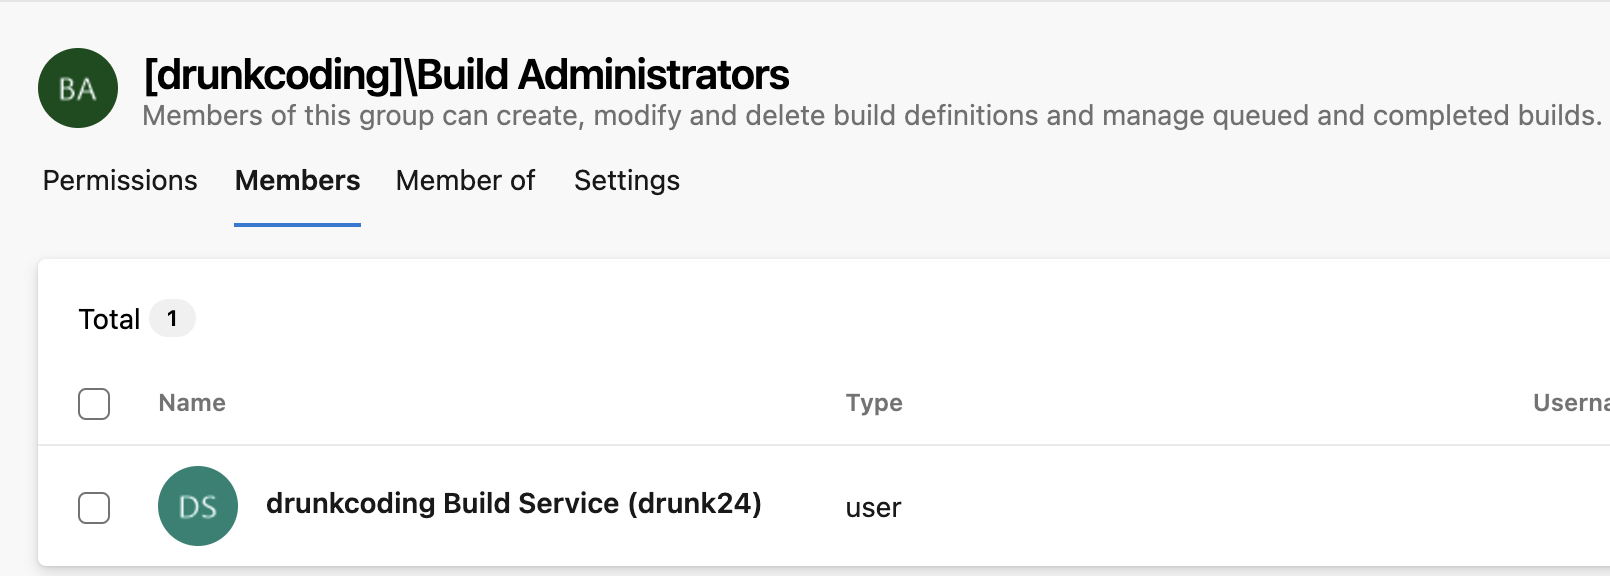 BA
[drunkcoding]\Build Administrators
Members of this group can create, modify and delete build definitions and manage queued and completed builds.
Permissions Members Member of Settings
Total 1
Name Type Userna
DS drunkcoding Build Service (drunk24) user